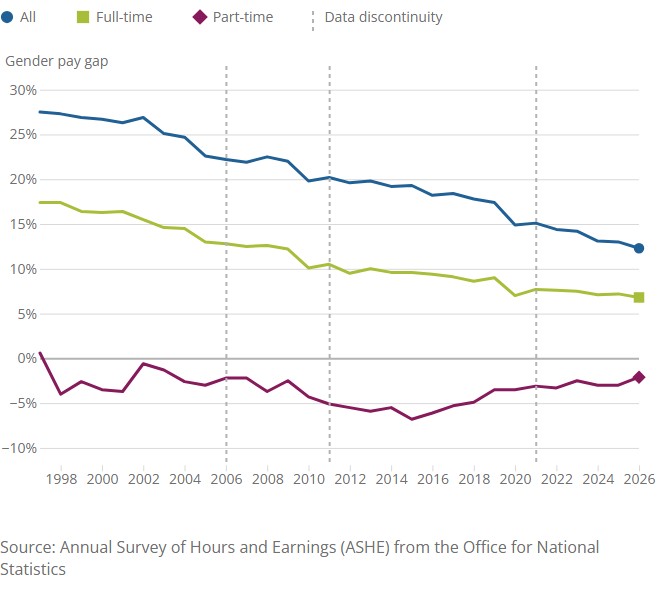 All Full-time Part-time Data discontinuity
Gender pay gap
30%
25%
20%
15%
10%
5%
0%
−5%
−10%
1998 2000 2002 2004 2006 2008 2010 2012 2014 2016 2018 2020 2022 2024 2026
Source: Annual Survey of Hours and Earnings (ASHE) from the Office for National
Statistics